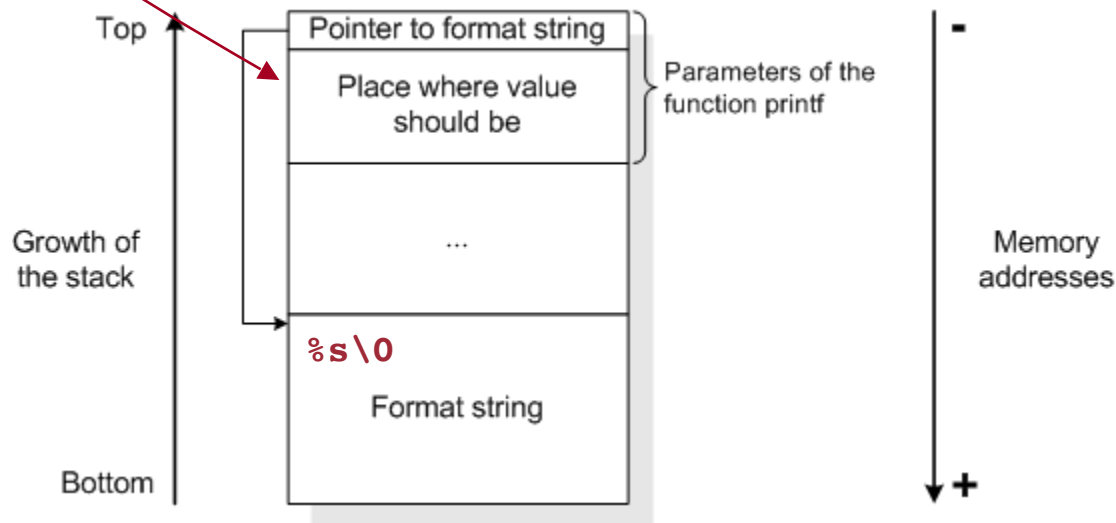 Top
Pointer to format string
-
Place where value
should be
Parameters of the
function printf
Growth of
the stack
...
Memory
addresses
%s\0
Format string
Bottom
+